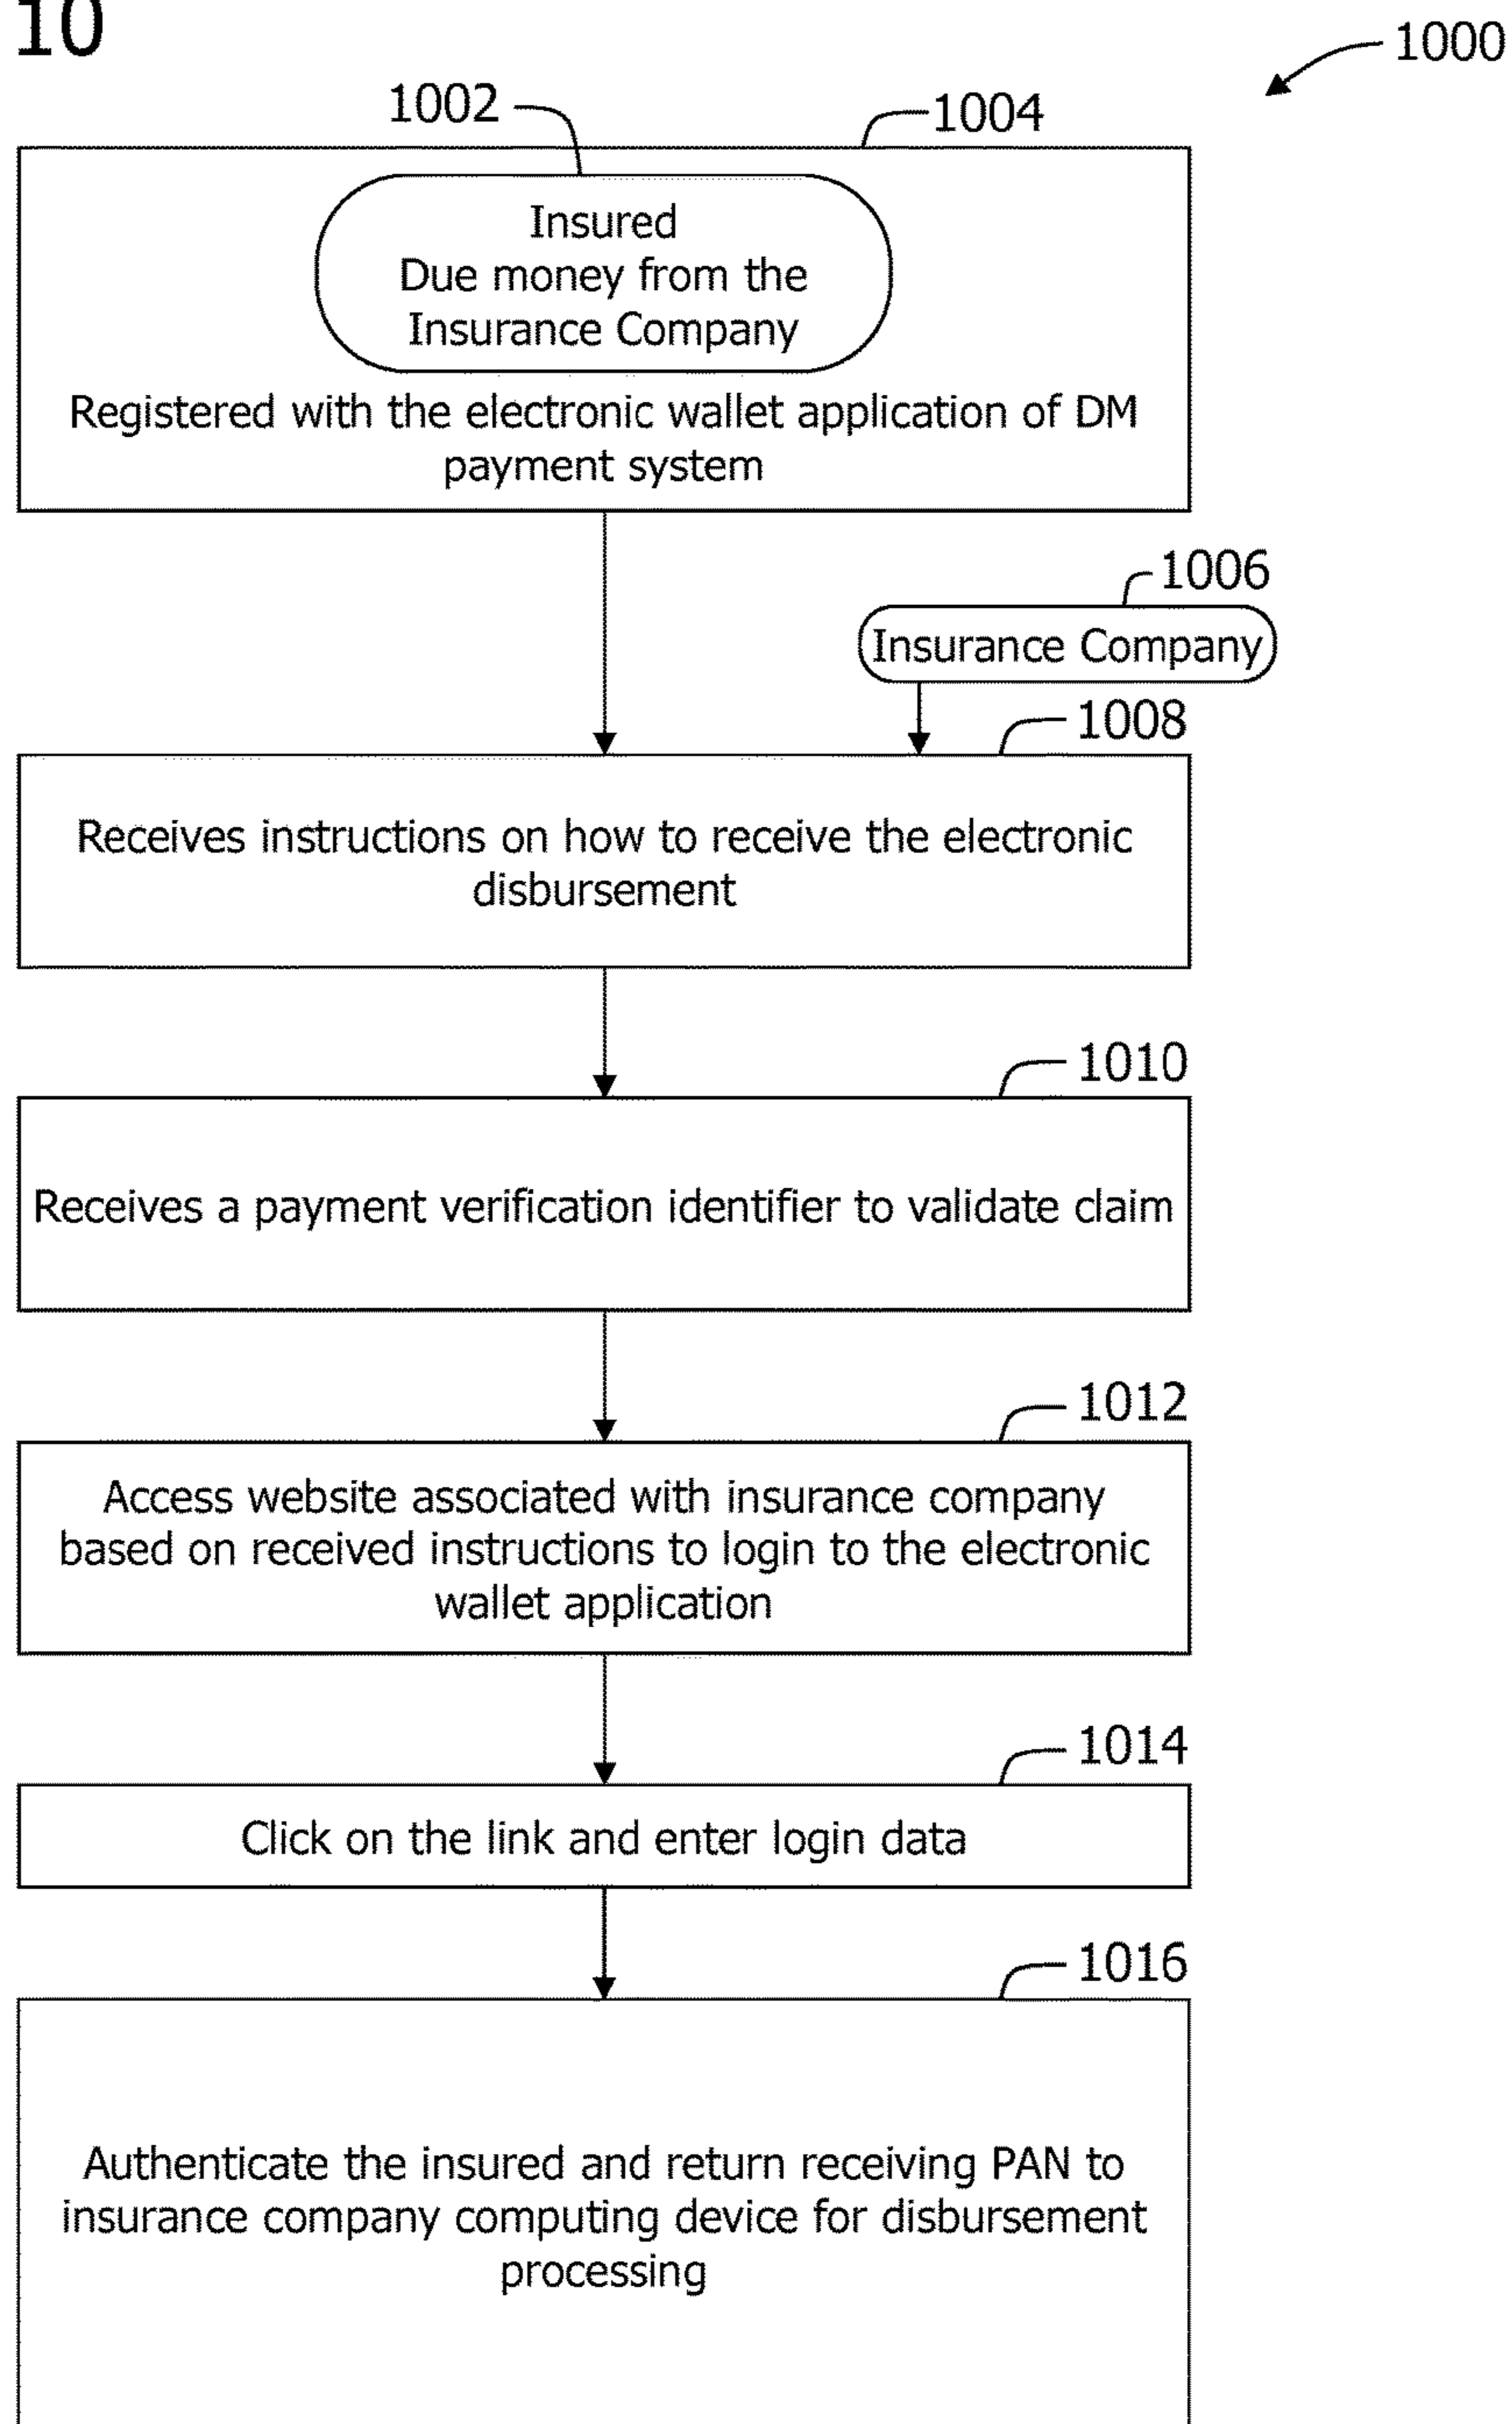 10
1000
1002
1004
Insured
Due money from the
Insurance Company
Registered with the electronic wallet application of DM
payment system
1006
Insurance Company
1008
Receives instructions on how to receive the electronic
disbursement
1010
Receives a payment verification identifier to validate claim
1012
Access website associated with insurance company
based on received instructions to login to the electronic
wallet application
1014
Click on the link and enter login data
1016
Authenticate the insured and return receiving PAN to
insurance company computing device for disbursement
processing